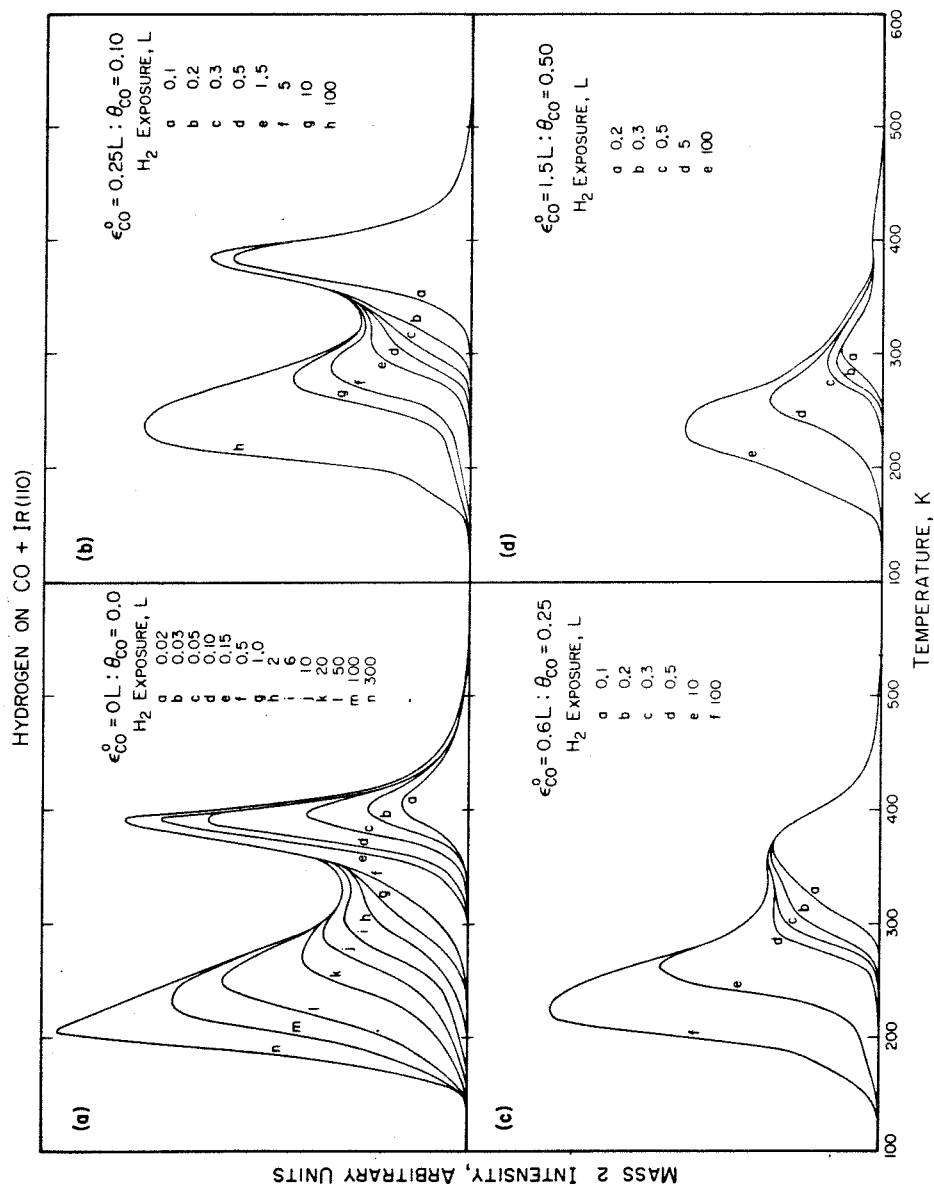 HYDROGEN ON CO + IR(110)
MASS 2 INTENSITY, ARBITRARY UNITS
(a)
ε°CO = 0L : θCO = 0.0
H2 EXPOSURE, L
a 0.02
b 0.03
c 0.05
d 0.10
e 0.15
f 0.5
g 1.0
h 2
i 6
j 10
k 20
l 50
m 100
n 300
a
b
c
d
e
f
g
h
i
j
k
l
m
n
(b)
ε°CO = 0.25L : θCO = 0.10
H2 EXPOSURE, L
a 0.1
b 0.2
c 0.3
d 0.5
e 1.5
f 5
g 10
h 100
a
b
c
d
e
f
g
h
(c)
ε°CO = 0.6L : θCO = 0.25
H2 EXPOSURE, L
a 0.1
b 0.2
c 0.3
d 0.5
e 10
f 100
a
b
c
d
e
f
100 200 300 400 500
(d)
ε°CO = 1.5L : θCO = 0.50
H2 EXPOSURE, L
a 0.2
b 0.3
c 0.5
d 5
e 100
a
b
c
d
e
100 200 300 400 500 600
TEMPERATURE, K